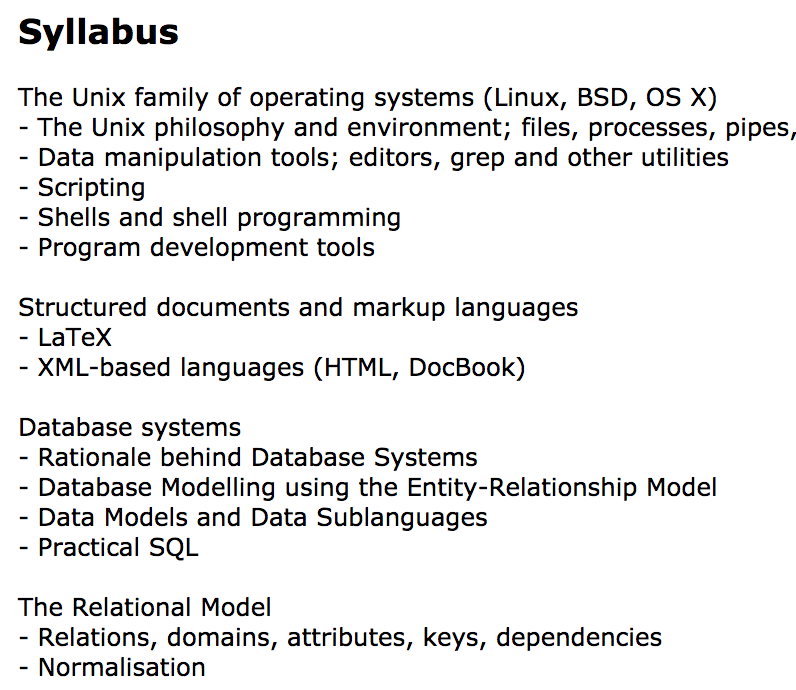 Syllabus
The Unix family of operating systems (Linux, BSD, OS X)
- The Unix philosophy and environment; files, processes, pipes,
- Data manipulation tools; editors, grep and other utilities
- Scripting
- Shells and shell programming
- Program development tools
Structured documents and markup languages
- LaTeX
- XML-based languages (HTML, DocBook)
Database systems
- Rationale behind Database Systems
- Database Modelling using the Entity-Relationship Model
- Data Models and Data Sublanguages
- Practical SQL
The Relational Model
- Relations, domains, attributes, keys, dependencies
- Normalisation